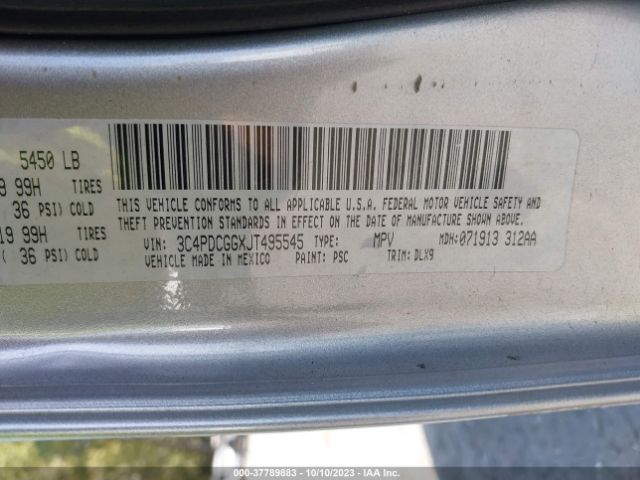 5450 LB
9 99H TIRES
36 PSI) COLD
19 99H TIRES
( 36 PSI) COLD
THIS VEHICLE CONFORMS TO ALL APPLICABLE U.S.A. FEDERAL MOTOR VEHICLE SAFETY AND
THEFT PREVENTION STANDARDS IN EFFECT ON THE DATE OF MANUFACTURE SHOWN ABOVE.
VIN: 3C4PDCGGXJT495545 TYPE: MPV MDH: 071913 312AA
VEHICLE MADE IN MEXICO PAINT: PSC TRIM: DLX9
000-37789883 | 10/10/2023 | IAA Inc.